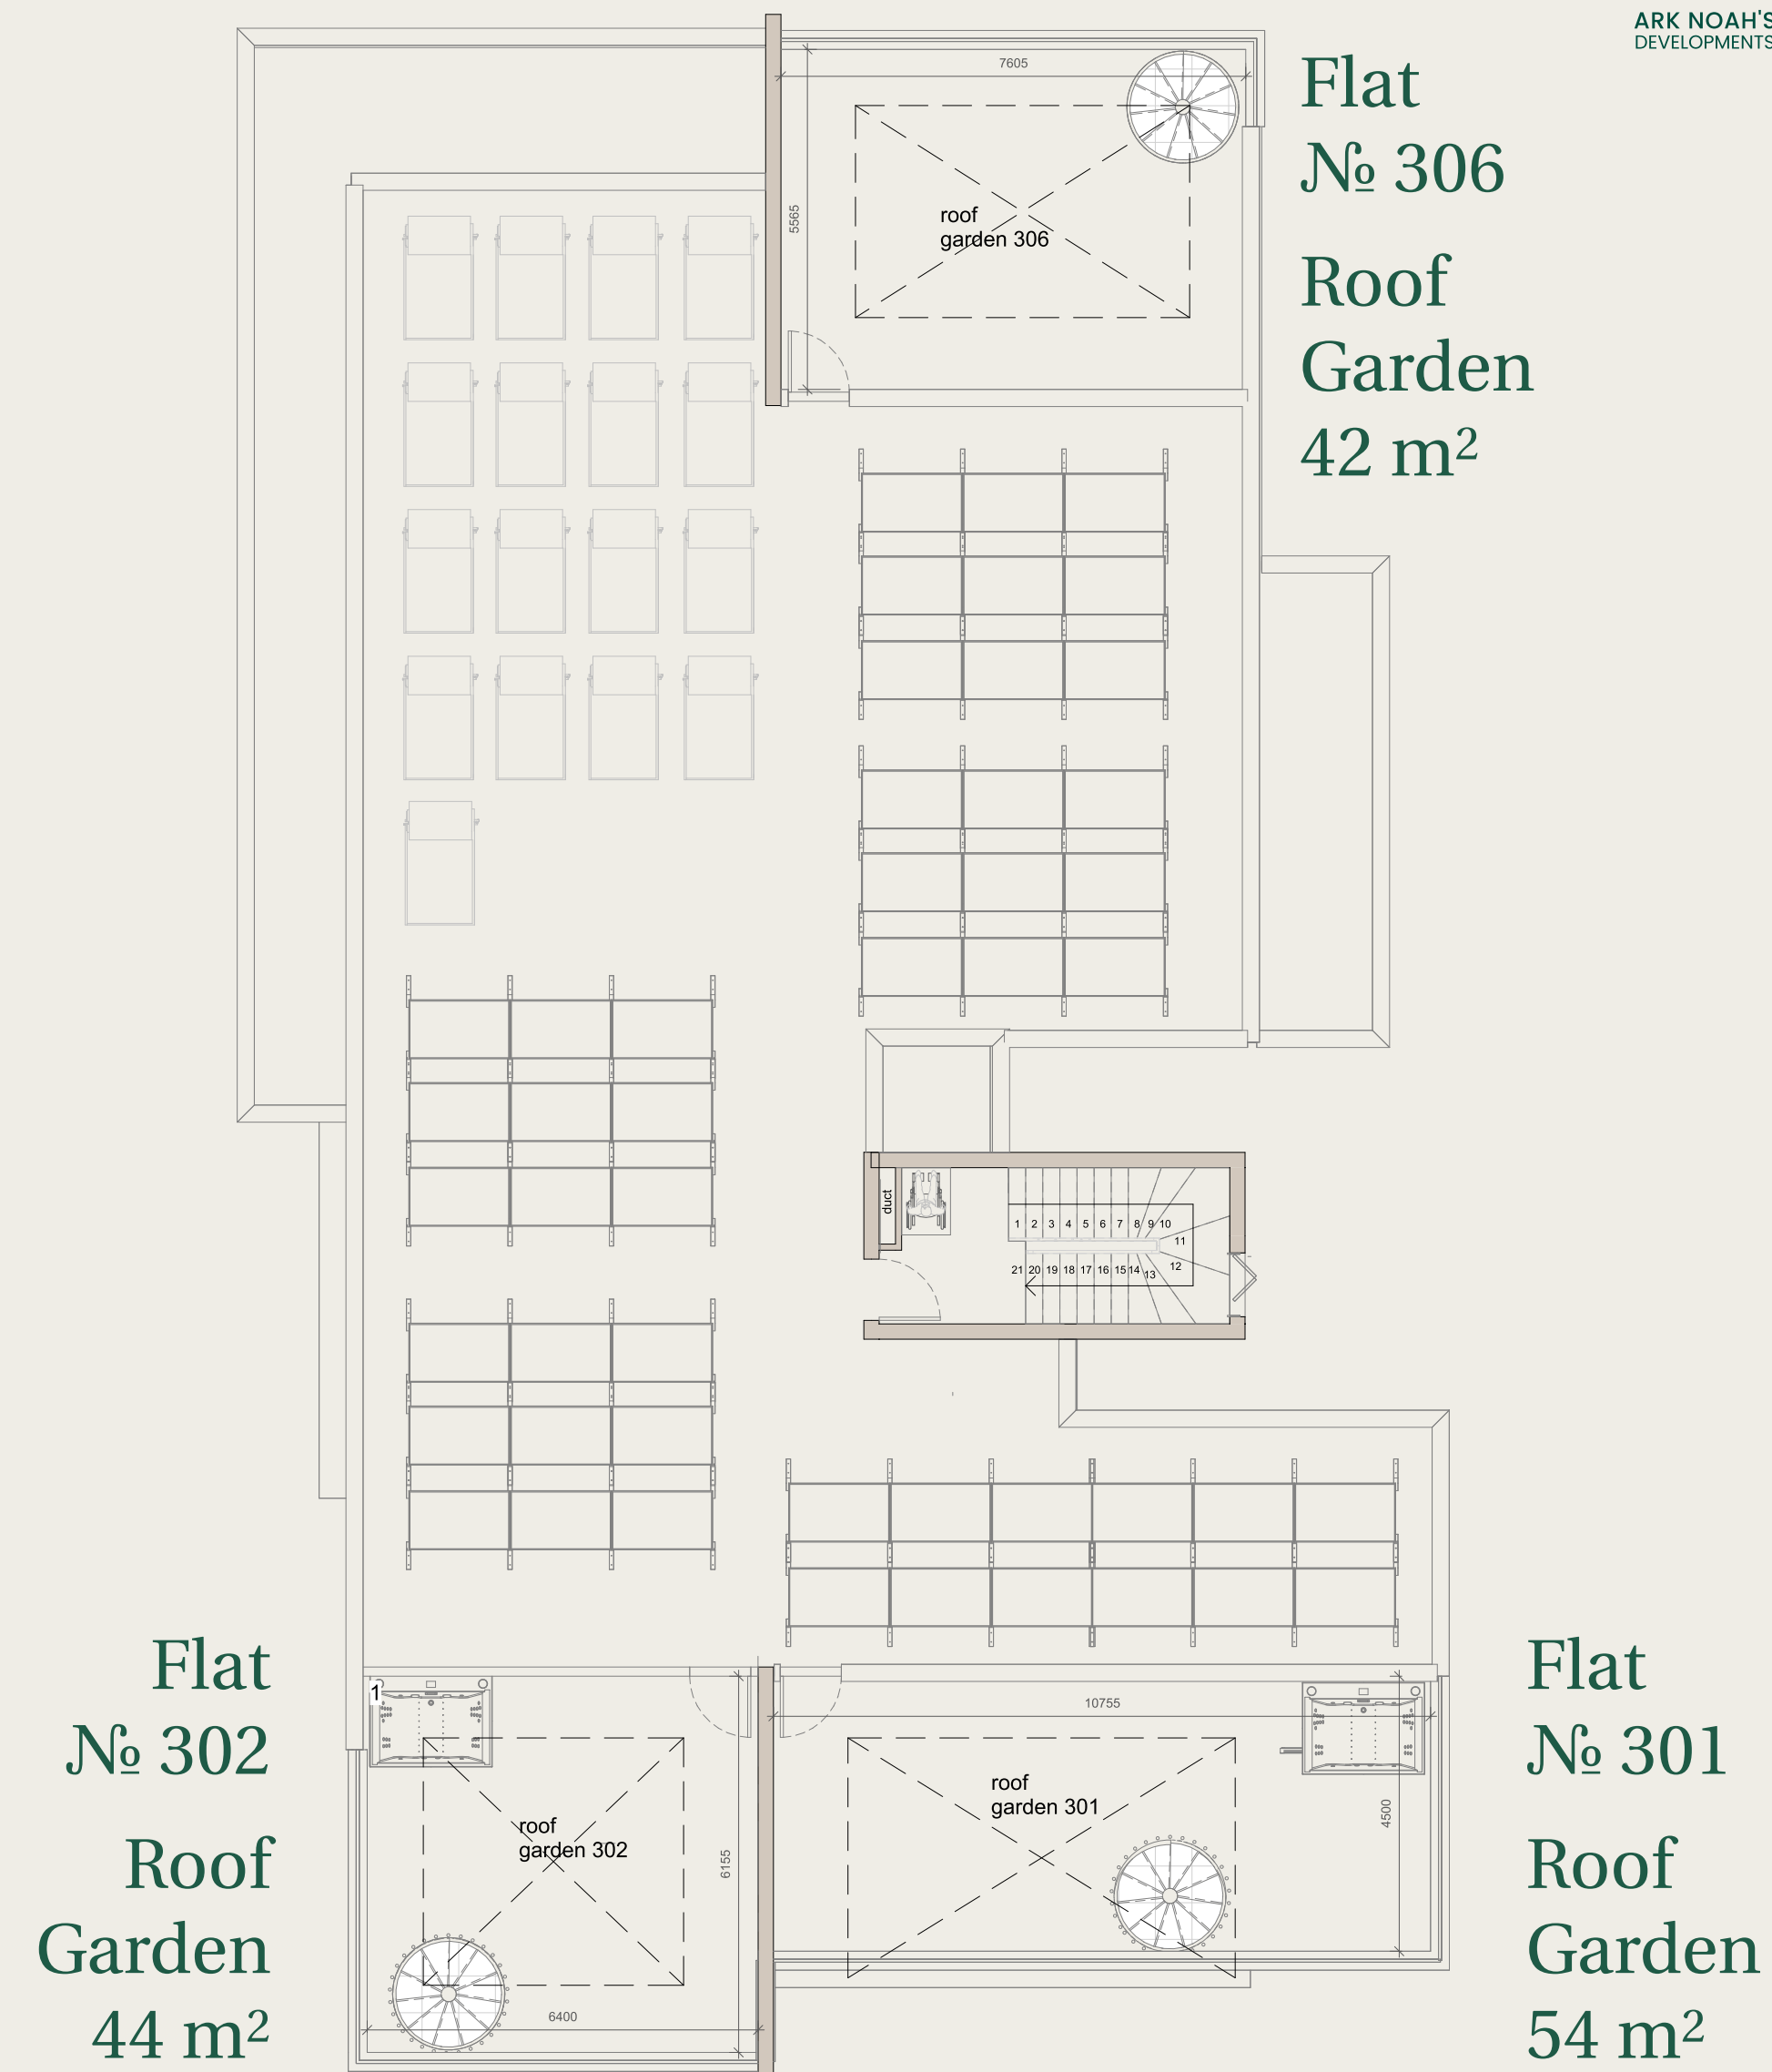 ARK NOAH'S
DEVELOPMENTS
Flat
№ 306
Roof
Garden
42 m²
7605
5565
roof
garden 306
duct
1 2 3 4 5 6 7 8 9 10
11
12
21 20 19 18 17 16 15 14 13
Flat
№ 302
Roof
Garden
44 m²
1
roof
garden 302
6155
6400
10755
roof
garden 301
4500
Flat
№ 301
Roof
Garden
54 m²